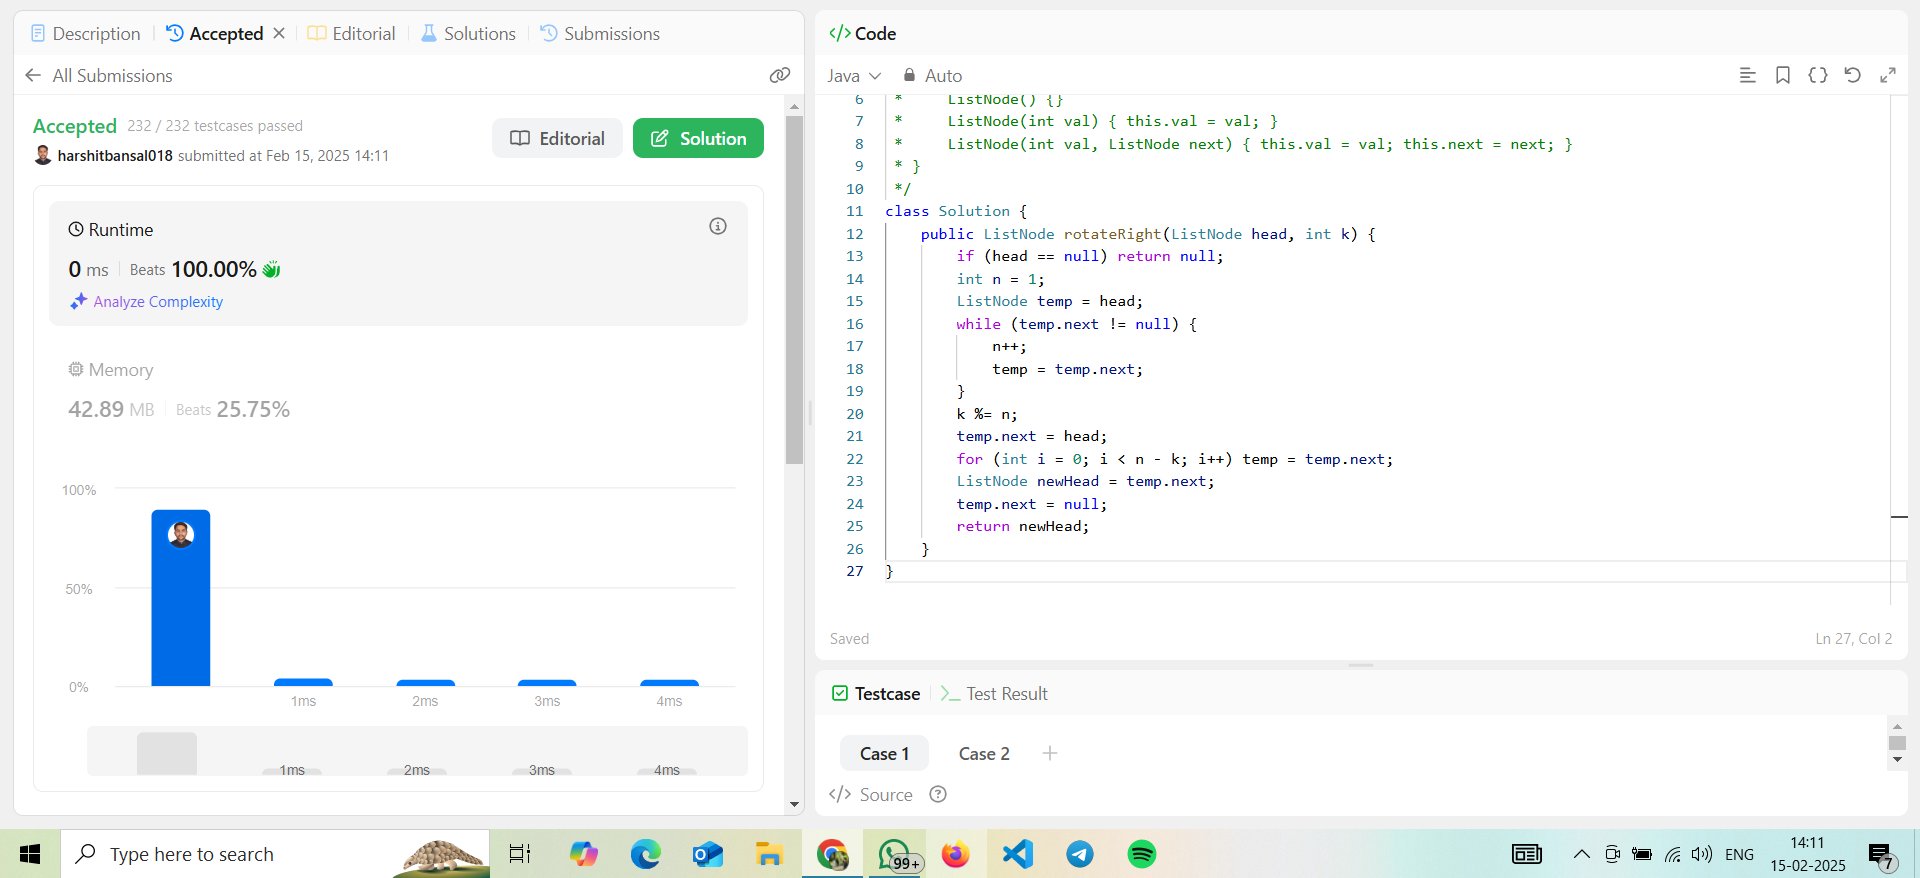 Description
Accepted
Editorial
Solutions
Submissions
All Submissions
Accepted 232 / 232 testcases passed
harshitbansal018 submitted at Feb 15, 2025 14:11
Editorial
Solution
Runtime
0 ms Beats 100.00%
Analyze Complexity
Memory
42.89 MB Beats 25.75%
100%
50%
0%
1ms 2ms 3ms 4ms
1ms 2ms 3ms 4ms
</> Code
Java Auto
6 *     ListNode() {}
7 *     ListNode(int val) { this.val = val; }
8 *     ListNode(int val, ListNode next) { this.val = val; this.next = next; }
9 * }
10 */
11 class Solution {
12     public ListNode rotateRight(ListNode head, int k) {
13         if (head == null) return null;
14         int n = 1;
15         ListNode temp = head;
16         while (temp.next != null) {
17             n++;
18             temp = temp.next;
19         }
20         k %= n;
21         temp.next = head;
22         for (int i = 0; i < n - k; i++) temp = temp.next;
23         ListNode newHead = temp.next;
24         temp.next = null;
25         return newHead;
26     }
27 }
Saved
Ln 27, Col 2
Testcase
>_ Test Result
Case 1 Case 2 +
</> Source ?
Type here to search
99+
ENG
14:11
15-02-2025
7